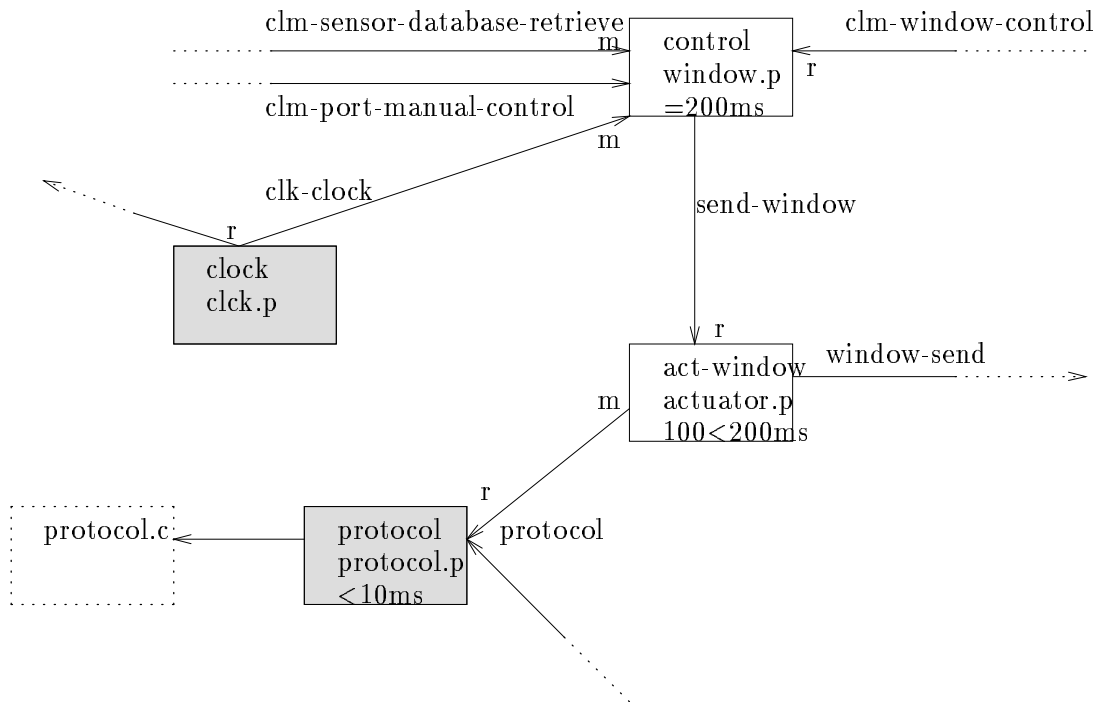 clm-sensor-database-retrieve
m
control
window.p
=200ms
clm-window-control
r
clm-port-manual-control
m
clk-clock
r
clock
clck.p
send-window
r
act-window
actuator.p
100<200ms
window-send
m
r
protocol
protocol.c
protocol
protocol.p
<10ms